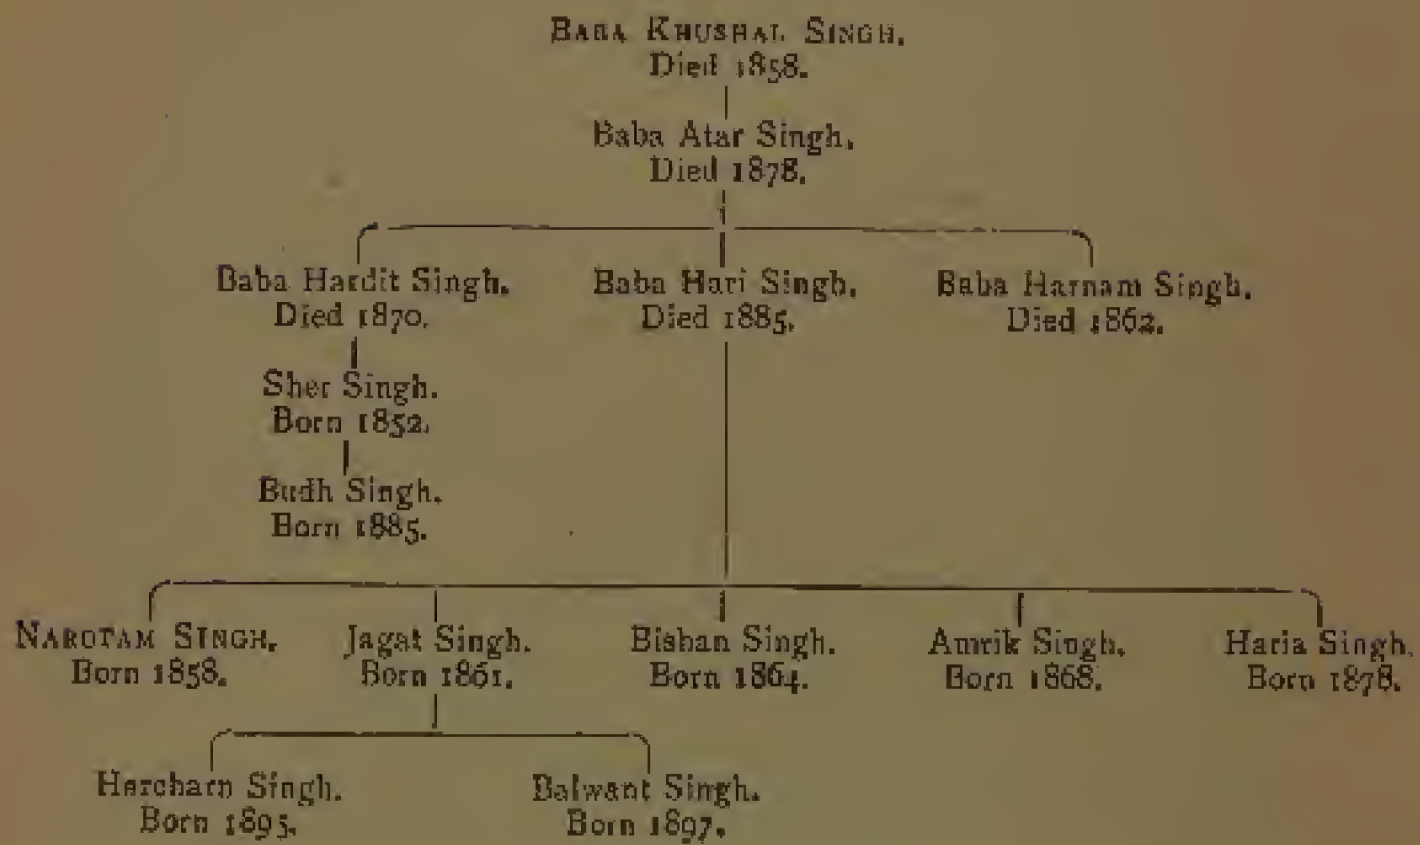 BABA KHUSHAL SINGH.
Died 1858.
Baba Atar Singh.
Died 1878.
Baba Hardit Singh. Baba Hari Singh. Baba Harnam Singh.
Died 1870. Died 1885. Died 1862.
Sher Singh.
Born 1852.
Budh Singh.
Born 1885.
NAROTAM SINGH. Jagat Singh. Bishan Singh. Amrik Singh. Haria Singh.
Born 1858. Born 1861. Born 1864. Born 1868. Born 1878.
Harcharn Singh. Balwant Singh.
Born 1895. Born 1897.